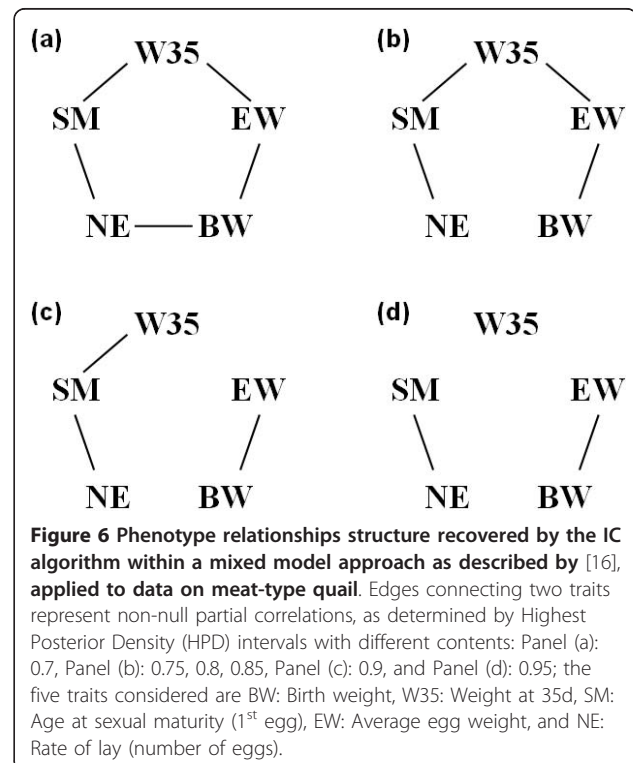 (a) W35
SM EW
NE BW
(b) W35
SM EW
NE BW
(c) W35
SM EW
NE BW
(d) W35
SM EW
NE BW
Figure 6 Phenotype relationships structure recovered by the IC
algorithm within a mixed model approach as described by [16],
applied to data on meat-type quail. Edges connecting two traits
represent non-null partial correlations, as determined by Highest
Posterior Density (HPD) intervals with different contents: Panel (a):
0.7, Panel (b): 0.75, 0.8, 0.85, Panel (c): 0.9, and Panel (d): 0.95; the
five traits considered are BW: Birth weight, W35: Weight at 35d, SM:
Age at sexual maturity (1st egg), EW: Average egg weight, and NE:
Rate of lay (number of eggs).